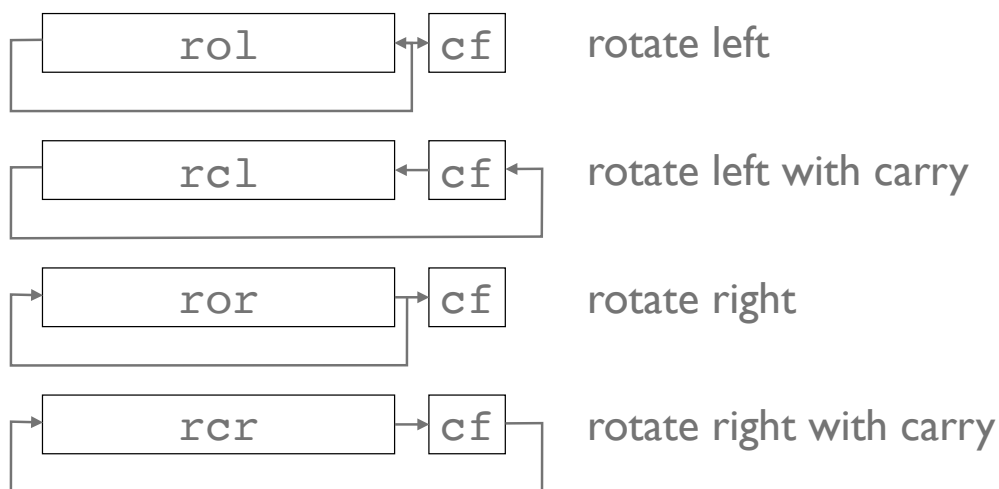 rol cf rotate left
rcl cf rotate left with carry
ror cf rotate right
rcr cf rotate right with carry